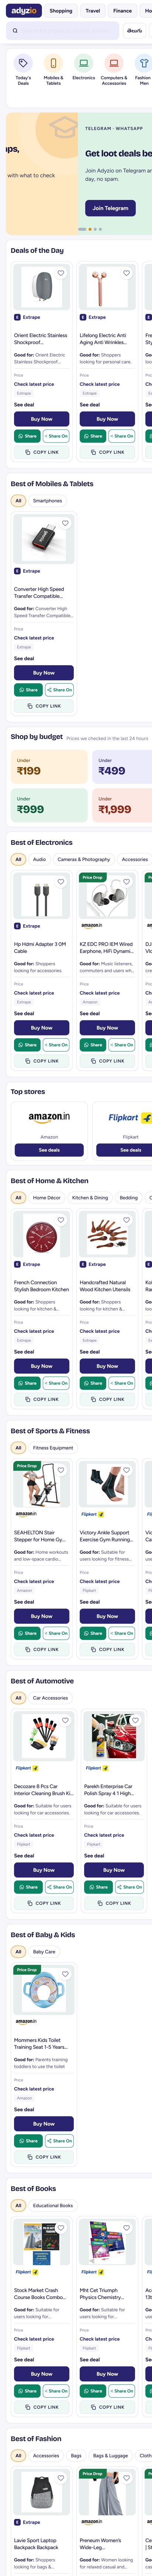 adyzio
Shopping
Travel
Finance
తెలుగు
Today's Deals
Mobiles & Tablets
Electronics
Computers & Accessories
Fashion Men
TELEGRAM · WHATSAPP
Get loot deals
Join Adyzio on Telegram
day, no spam.
Join Telegram
with what to check
Deals of the Day
E Extrape
E Extrape
Orient Electric Stainless Shockproof...
Lifelong Electric Anti Aging Anti Wrinkles...
Good for: Orient Electric Stainless Shockproof...
Good for: Shoppers looking for personal care.
Price
Price
Check latest price
Check latest price
Extrape
Extrape
See deal
See deal
Buy Now
Buy Now
Share
Share On
Share
Share On
COPY LINK
COPY LINK
Best of Mobiles & Tablets
All
Smartphones
E Extrape
Converter High Speed Transfer Compatible...
Good for: Converter High Speed Transfer Compatible...
Price
Check latest price
Extrape
See deal
Buy Now
Share
Share On
COPY LINK
Shop by budget
Prices we checked in the last 24 hours
Under
₹199
Under
₹499
Under
₹999
Under
₹1,999
Best of Electronics
All
Audio
Cameras & Photography
Accessories
Price Drop
E Extrape
amazon.in
Hp Hdmi Adapter 3 0M Cable
KZ EDC PRO IEM Wired Earphone, HiFi Dynami...
Good for: Shoppers looking for accessories.
Good for: Music listeners, commuters and users wh...
Price
Price
Check latest price
Check latest price
Extrape
Amazon
See deal
See deal
Buy Now
Buy Now
Share
Share On
Share
Share On
COPY LINK
COPY LINK
Top stores
amazon.in
Flipkart
Amazon
Flipkart
See deals
See deals
Best of Home & Kitchen
All
Home Décor
Kitchen & Dining
Bedding
E Extrape
E Extrape
French Connection Stylish Bedroom Kitchen
Handcrafted Natural Wood Kitchen Utensils
Good for: Shoppers looking for kitchen &...
Good for: Shoppers looking for kitchen &...
Price
Price
Check latest price
Check latest price
Extrape
Extrape
See deal
See deal
Buy Now
Buy Now
Share
Share On
Share
Share On
COPY LINK
COPY LINK
Best of Sports & Fitness
All
Fitness Equipment
Price Drop
amazon.in
Flipkart
SEAHELTON Stair Stepper for Home Gy...
Victory Ankle Support Exercise Gym Running...
Good for: Home workouts and low-space cardio...
Good for: Suitable for users looking for fitness...
Price
Price
Check latest price
Check latest price
Amazon
Flipkart
See deal
See deal
Buy Now
Buy Now
Share
Share On
Share
Share On
COPY LINK
COPY LINK
Best of Automotive
All
Car Accessories
Flipkart
Flipkart
Decozare 8 Pcs Car Interior Cleaning Brush Ki...
Parekh Enterprise Car Polish Spray 4 1 High...
Good for: Suitable for users looking for car accessories.
Good for: Suitable for users looking for car accessories.
Price
Price
Check latest price
Check latest price
Flipkart
Flipkart
See deal
See deal
Buy Now
Buy Now
Share
Share On
Share
Share On
COPY LINK
COPY LINK
Best of Baby & Kids
All
Baby Care
Price Drop
amazon.in
Mommers Kids Toilet Training Seat 1-5 Years...
Good for: Parents training toddlers to use the toilet
Price
Check latest price
Amazon
See deal
Buy Now
Share
Share On
COPY LINK
Best of Books
All
Educational Books
Flipkart
Flipkart
Stock Market Crash Course Books Combo...
Mht Cet Triumph Physics Chemistry...
Good for: Suitable for users looking for...
Good for: Suitable for users looking for...
Price
Price
Check latest price
Check latest price
Flipkart
Flipkart
See deal
See deal
Buy Now
Buy Now
Share
Share On
Share
Share On
COPY LINK
COPY LINK
Best of Fashion
All
Accessories
Bags
Bags & Luggage
Price Drop
E Extrape
amazon.in
Lavie Sport Laptop Backpack Backpack
Preneum Women's Wide-Leg...
Good for: Shoppers looking for bags &...
Good for: Women looking for relaxed casual and...